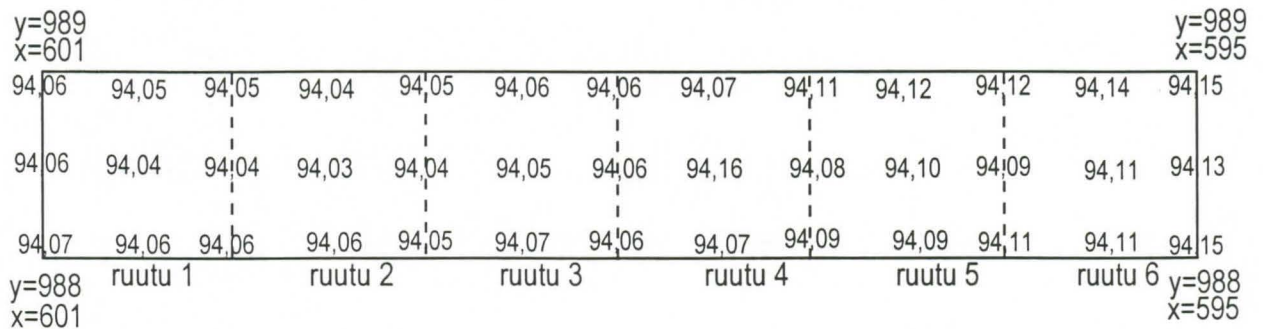 y=989 y=989
x=601 x=595
94,06 94,05 94,05 94,04 94,05 94,06 94,06 94,07 94,11 94,12 94,12 94,14 94,15
94,06 94,04 94,04 94,03 94,04 94,05 94,06 94,16 94,08 94,10 94,09 94,11 94,13
94,07 94,06 94,06 94,06 94,05 94,07 94,06 94,07 94,09 94,09 94,11 94,11 94,15
y=988 ruutu 1 ruutu 2 ruutu 3 ruutu 4 ruutu 5 ruutu 6 y=988
x=601 x=595